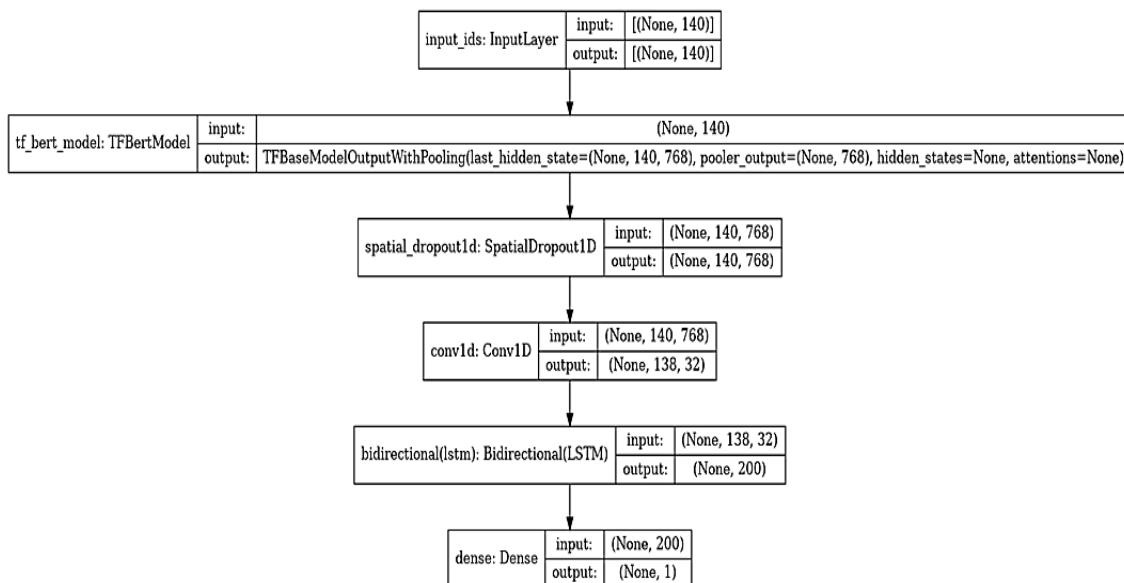 input_ids: InputLayer
input: [(None, 140)]
output: [(None, 140)]
tf_bert_model: TFBertModel
input: (None, 140)
output: TFBaseModelOutputWithPooling(last_hidden_state=(None, 140, 768), pooler_output=(None, 768), hidden_states=None, attentions=None)
spatial_dropout1d: SpatialDropout1D
input: (None, 140, 768)
output: (None, 140, 768)
conv1d: Conv1D
input: (None, 140, 768)
output: (None, 138, 32)
bidirectional(lstm): Bidirectional(LSTM)
input: (None, 138, 32)
output: (None, 200)
dense: Dense
input: (None, 200)
output: (None, 1)